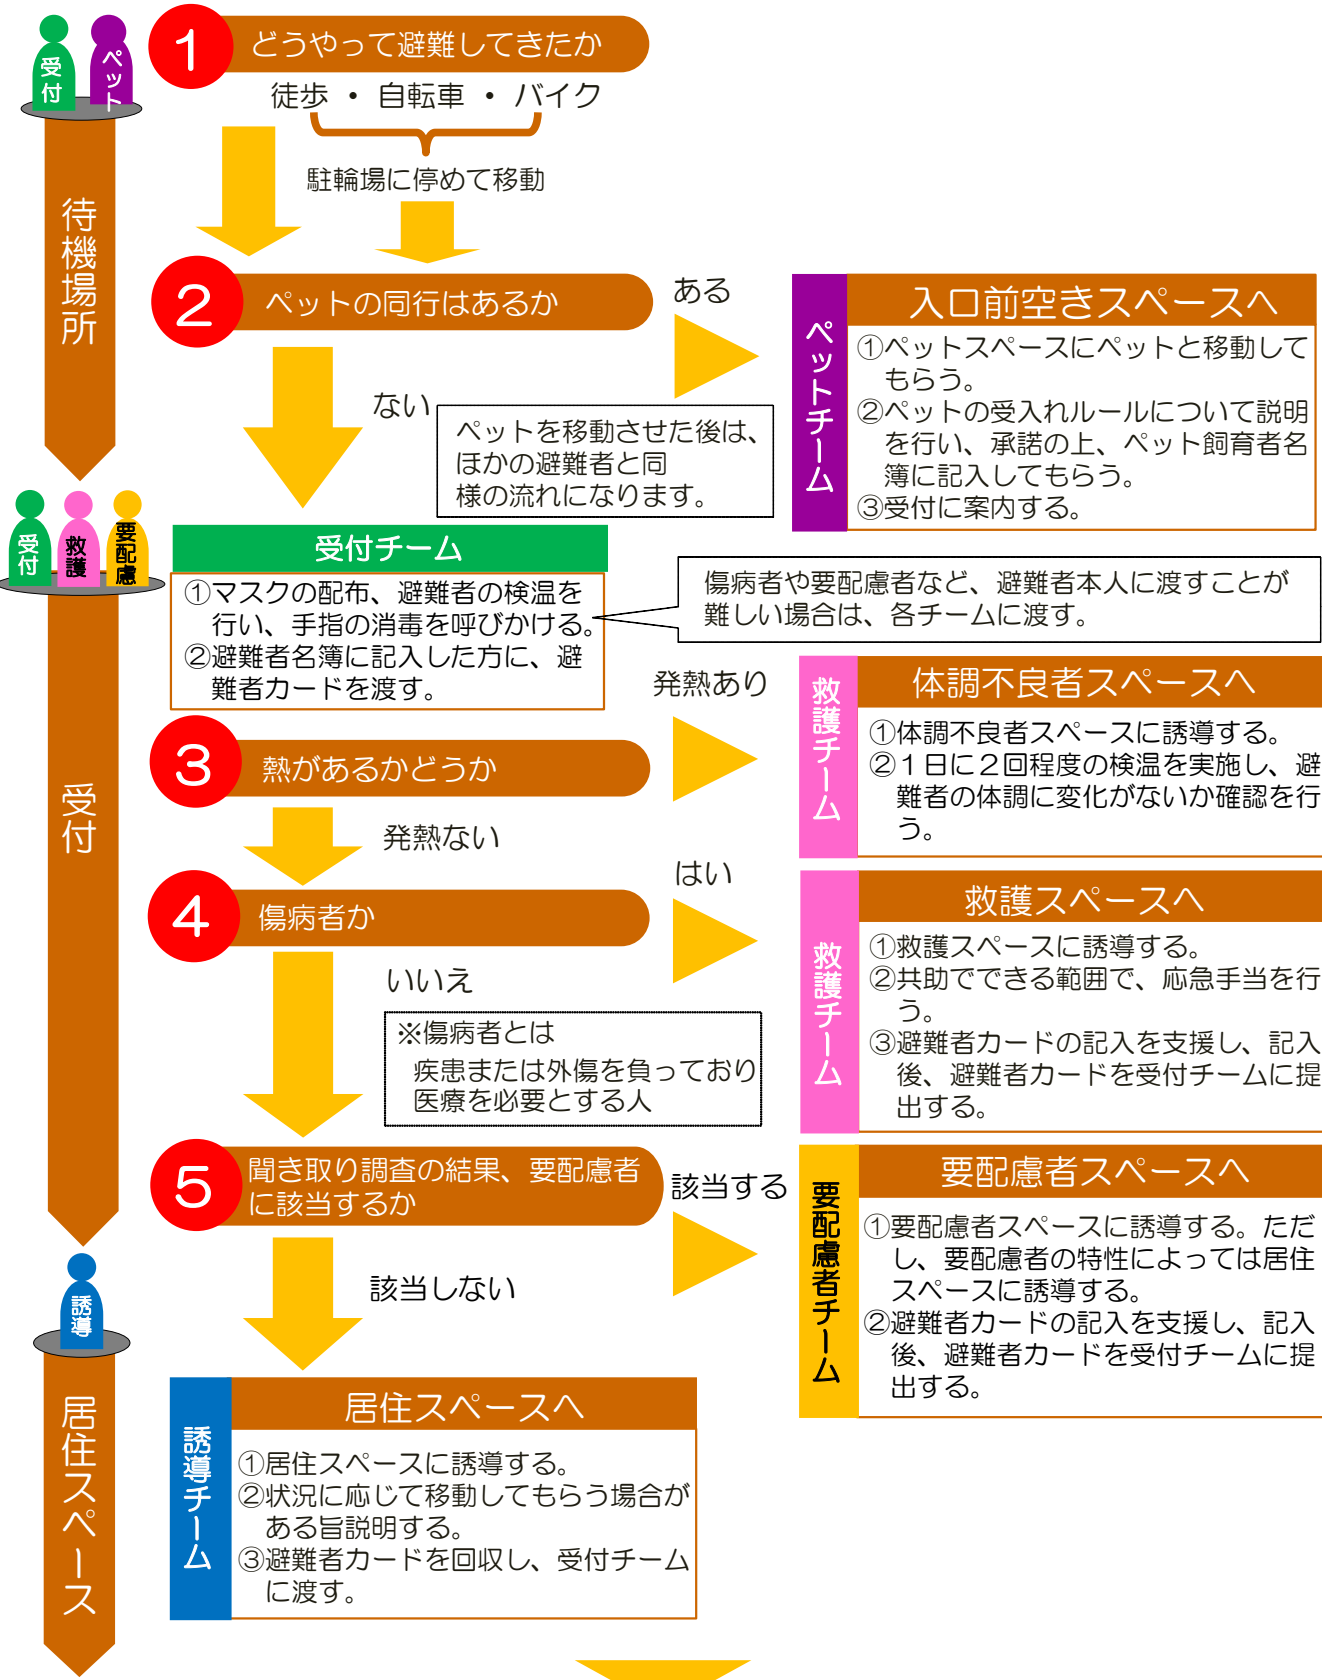 受付
ペット
1
どうやって避難してきたか
徒歩 ・ 自転車 ・ バイク
駐輪場に停めて移動
待機場所
2
ペットの同行はあるか
ある
ない
ペットを移動させた後は、
ほかの避難者と同
様の流れになります。
ペットチーム
入口前空きスペースへ
①ペットスペースにペットと移動して
もらう。
②ペットの受入れルールについて説明
を行い、承諾の上、ペット飼育者名
簿に記入してもらう。
③受付に案内する。
受付
救護
要配慮
受付チーム
①マスクの配布、避難者の検温を
行い、手指の消毒を呼びかける。
②避難者名簿に記入した方に、避
難者カードを渡す。
傷病者や要配慮者など、避難者本人に渡すことが
難しい場合は、各チームに渡す。
受付
3
熱があるかどうか
発熱あり
発熱ない
救護チーム
体調不良者スペースへ
①体調不良者スペースに誘導する。
②１日に２回程度の検温を実施し、避
難者の体調に変化がないか確認を行
う。
4
傷病者か
はい
いいえ
※傷病者とは
疾患または外傷を負っており
医療を必要とする人
救護チーム
救護スペースへ
①救護スペースに誘導する。
②共助でできる範囲で、応急手当を行
う。
③避難者カードの記入を支援し、記入
後、避難者カードを受付チームに提
出する。
5
聞き取り調査の結果、要配慮者
に該当するか
該当する
該当しない
要配慮者チーム
要配慮者スペースへ
①要配慮者スペースに誘導する。ただ
し、要配慮者の特性によっては居住
スペースに誘導する。
②避難者カードの記入を支援し、記入
後、避難者カードを受付チームに提
出する。
誘導
居住スペース
誘導チーム
居住スペースへ
①居住スペースに誘導する。
②状況に応じて移動してもらう場合が
ある旨説明する。
③避難者カードを回収し、受付チーム
に渡す。